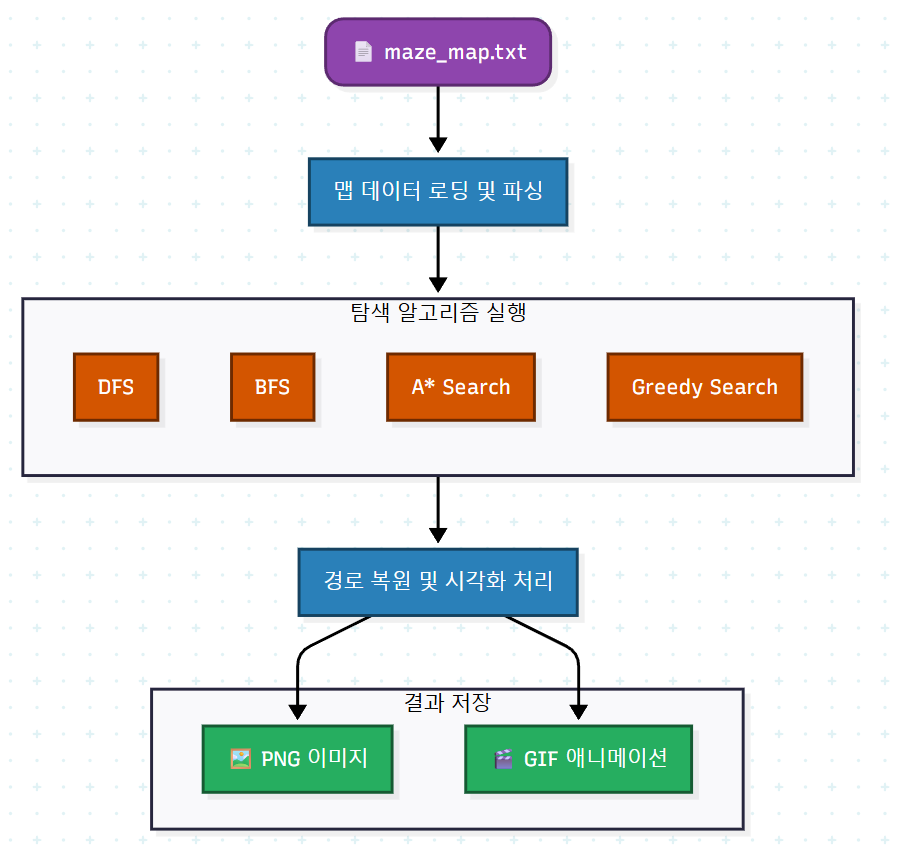 maze_map.txt
맵 데이터 로딩 및 파싱
탐색 알고리즘 실행
DFS
BFS
A* Search
Greedy Search
경로 복원 및 시각화 처리
결과 저장
PNG 이미지
GIF 애니메이션